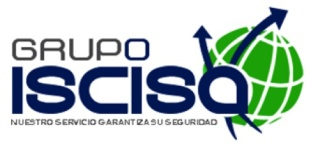 GRUPO
ISCISA
NUESTRO SERVICIO GARANTIZA SU SEGURIDAD